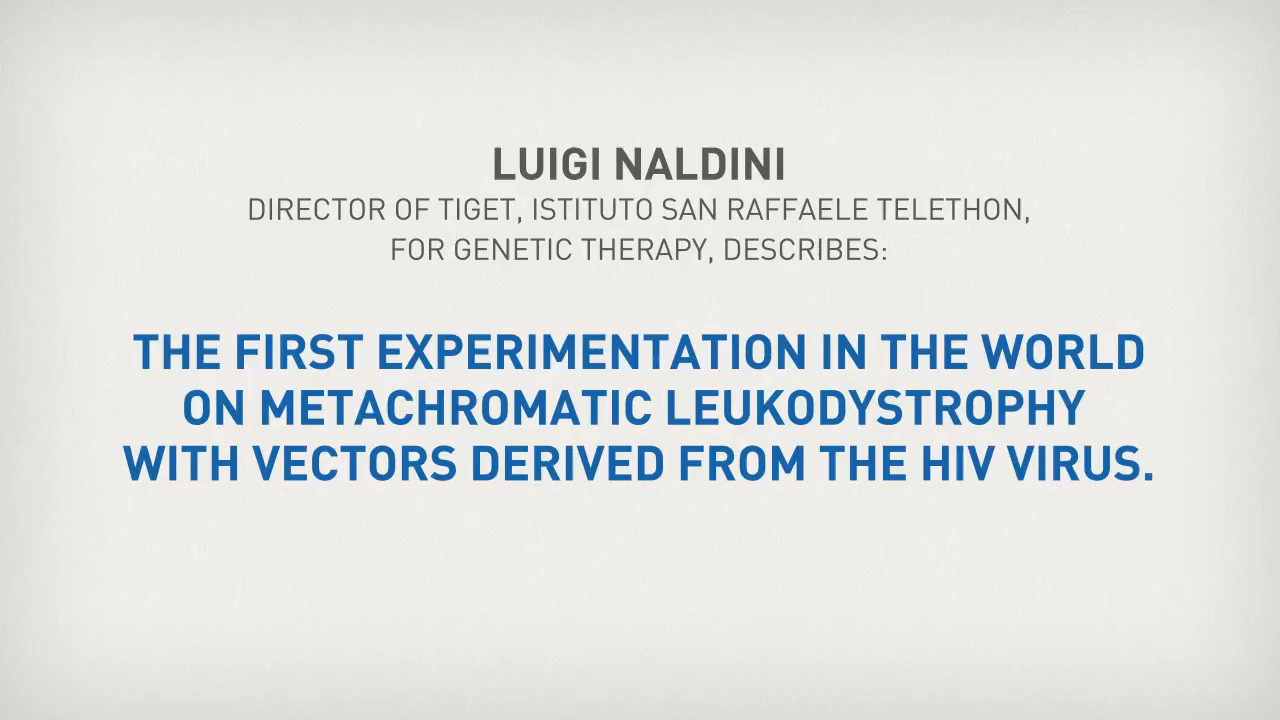 LUIGI NALDINI
DIRECTOR OF TIGET, ISTITUTO SAN RAFFAELE TELETHON,
FOR GENETIC THERAPY, DESCRIBES:
THE FIRST EXPERIMENTATION IN THE WORLD
ON METACHROMATIC LEUKODYSTROPHY
WITH VECTORS DERIVED FROM THE HIV VIRUS.